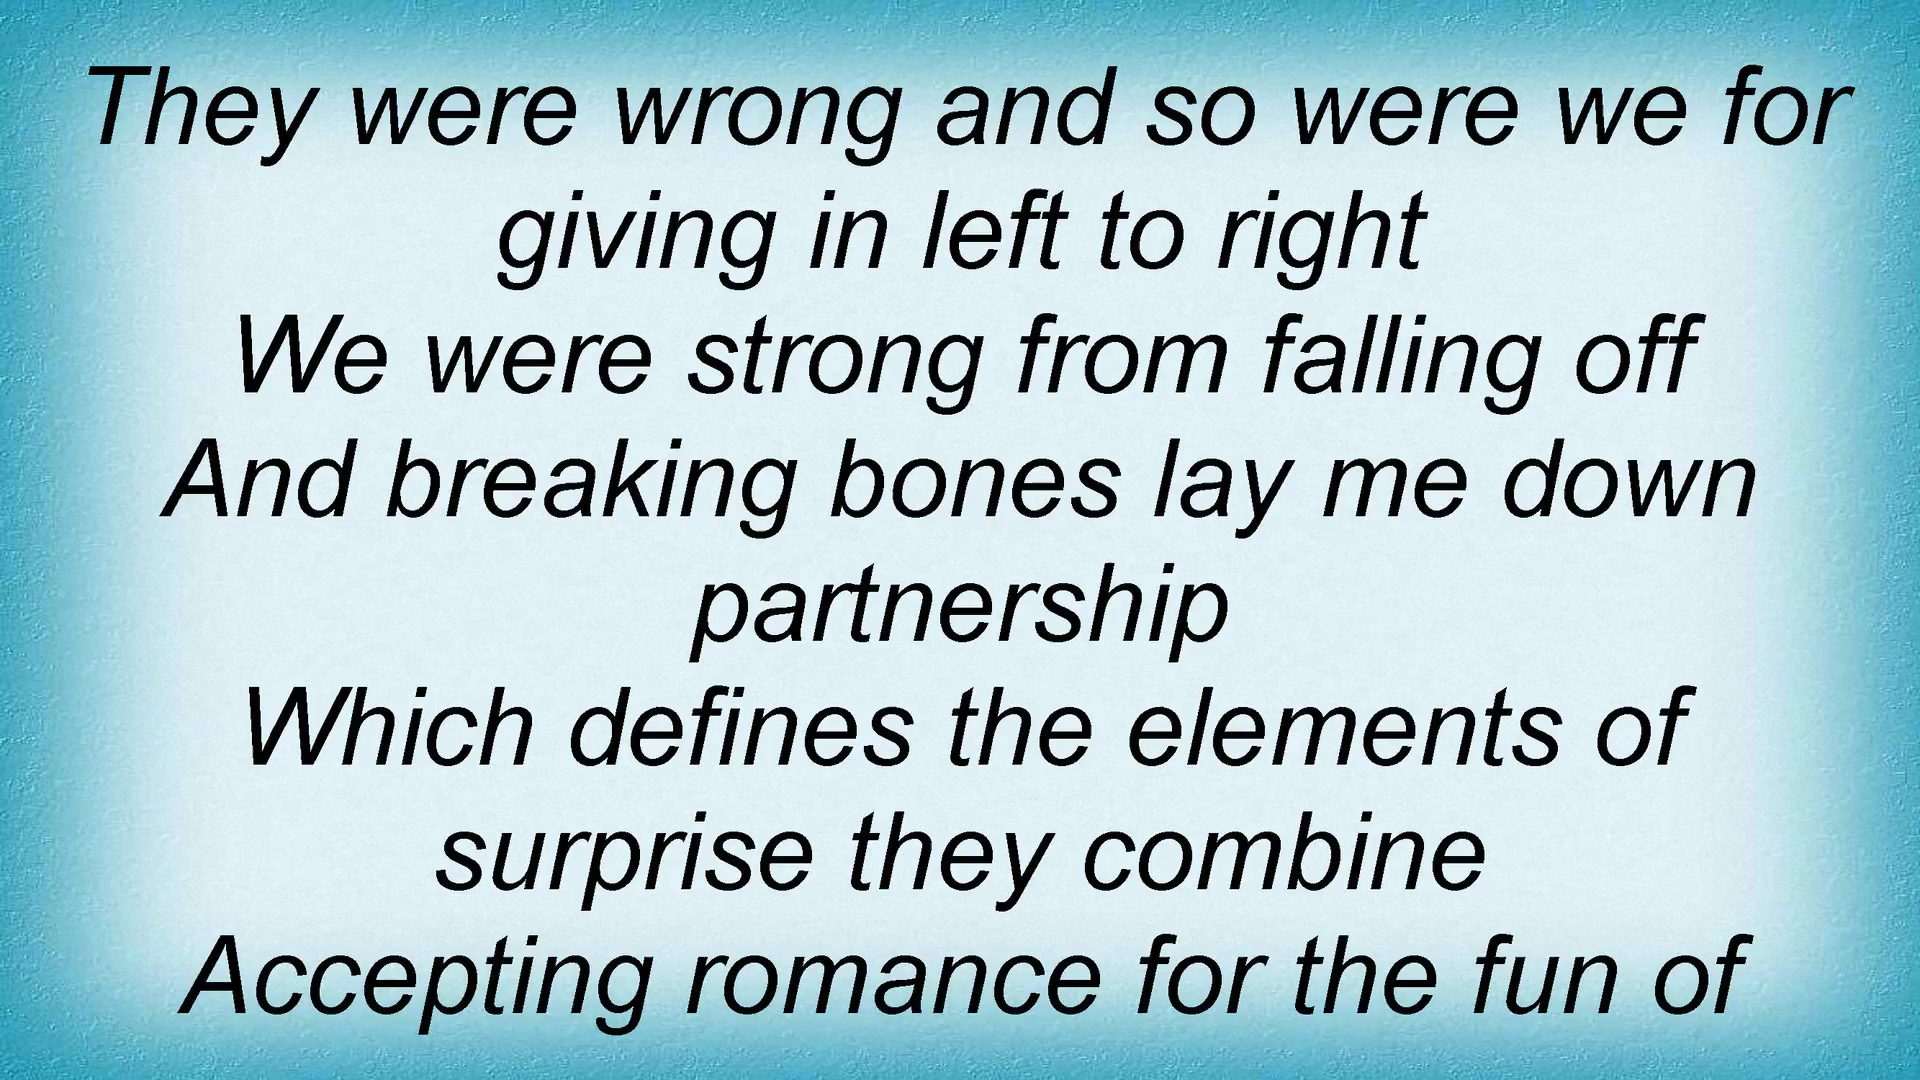 They were wrong and so were we for
giving in left to right
We were strong from falling off
And breaking bones lay me down
partnership
Which defines the elements of
surprise they combine
Accepting romance for the fun of